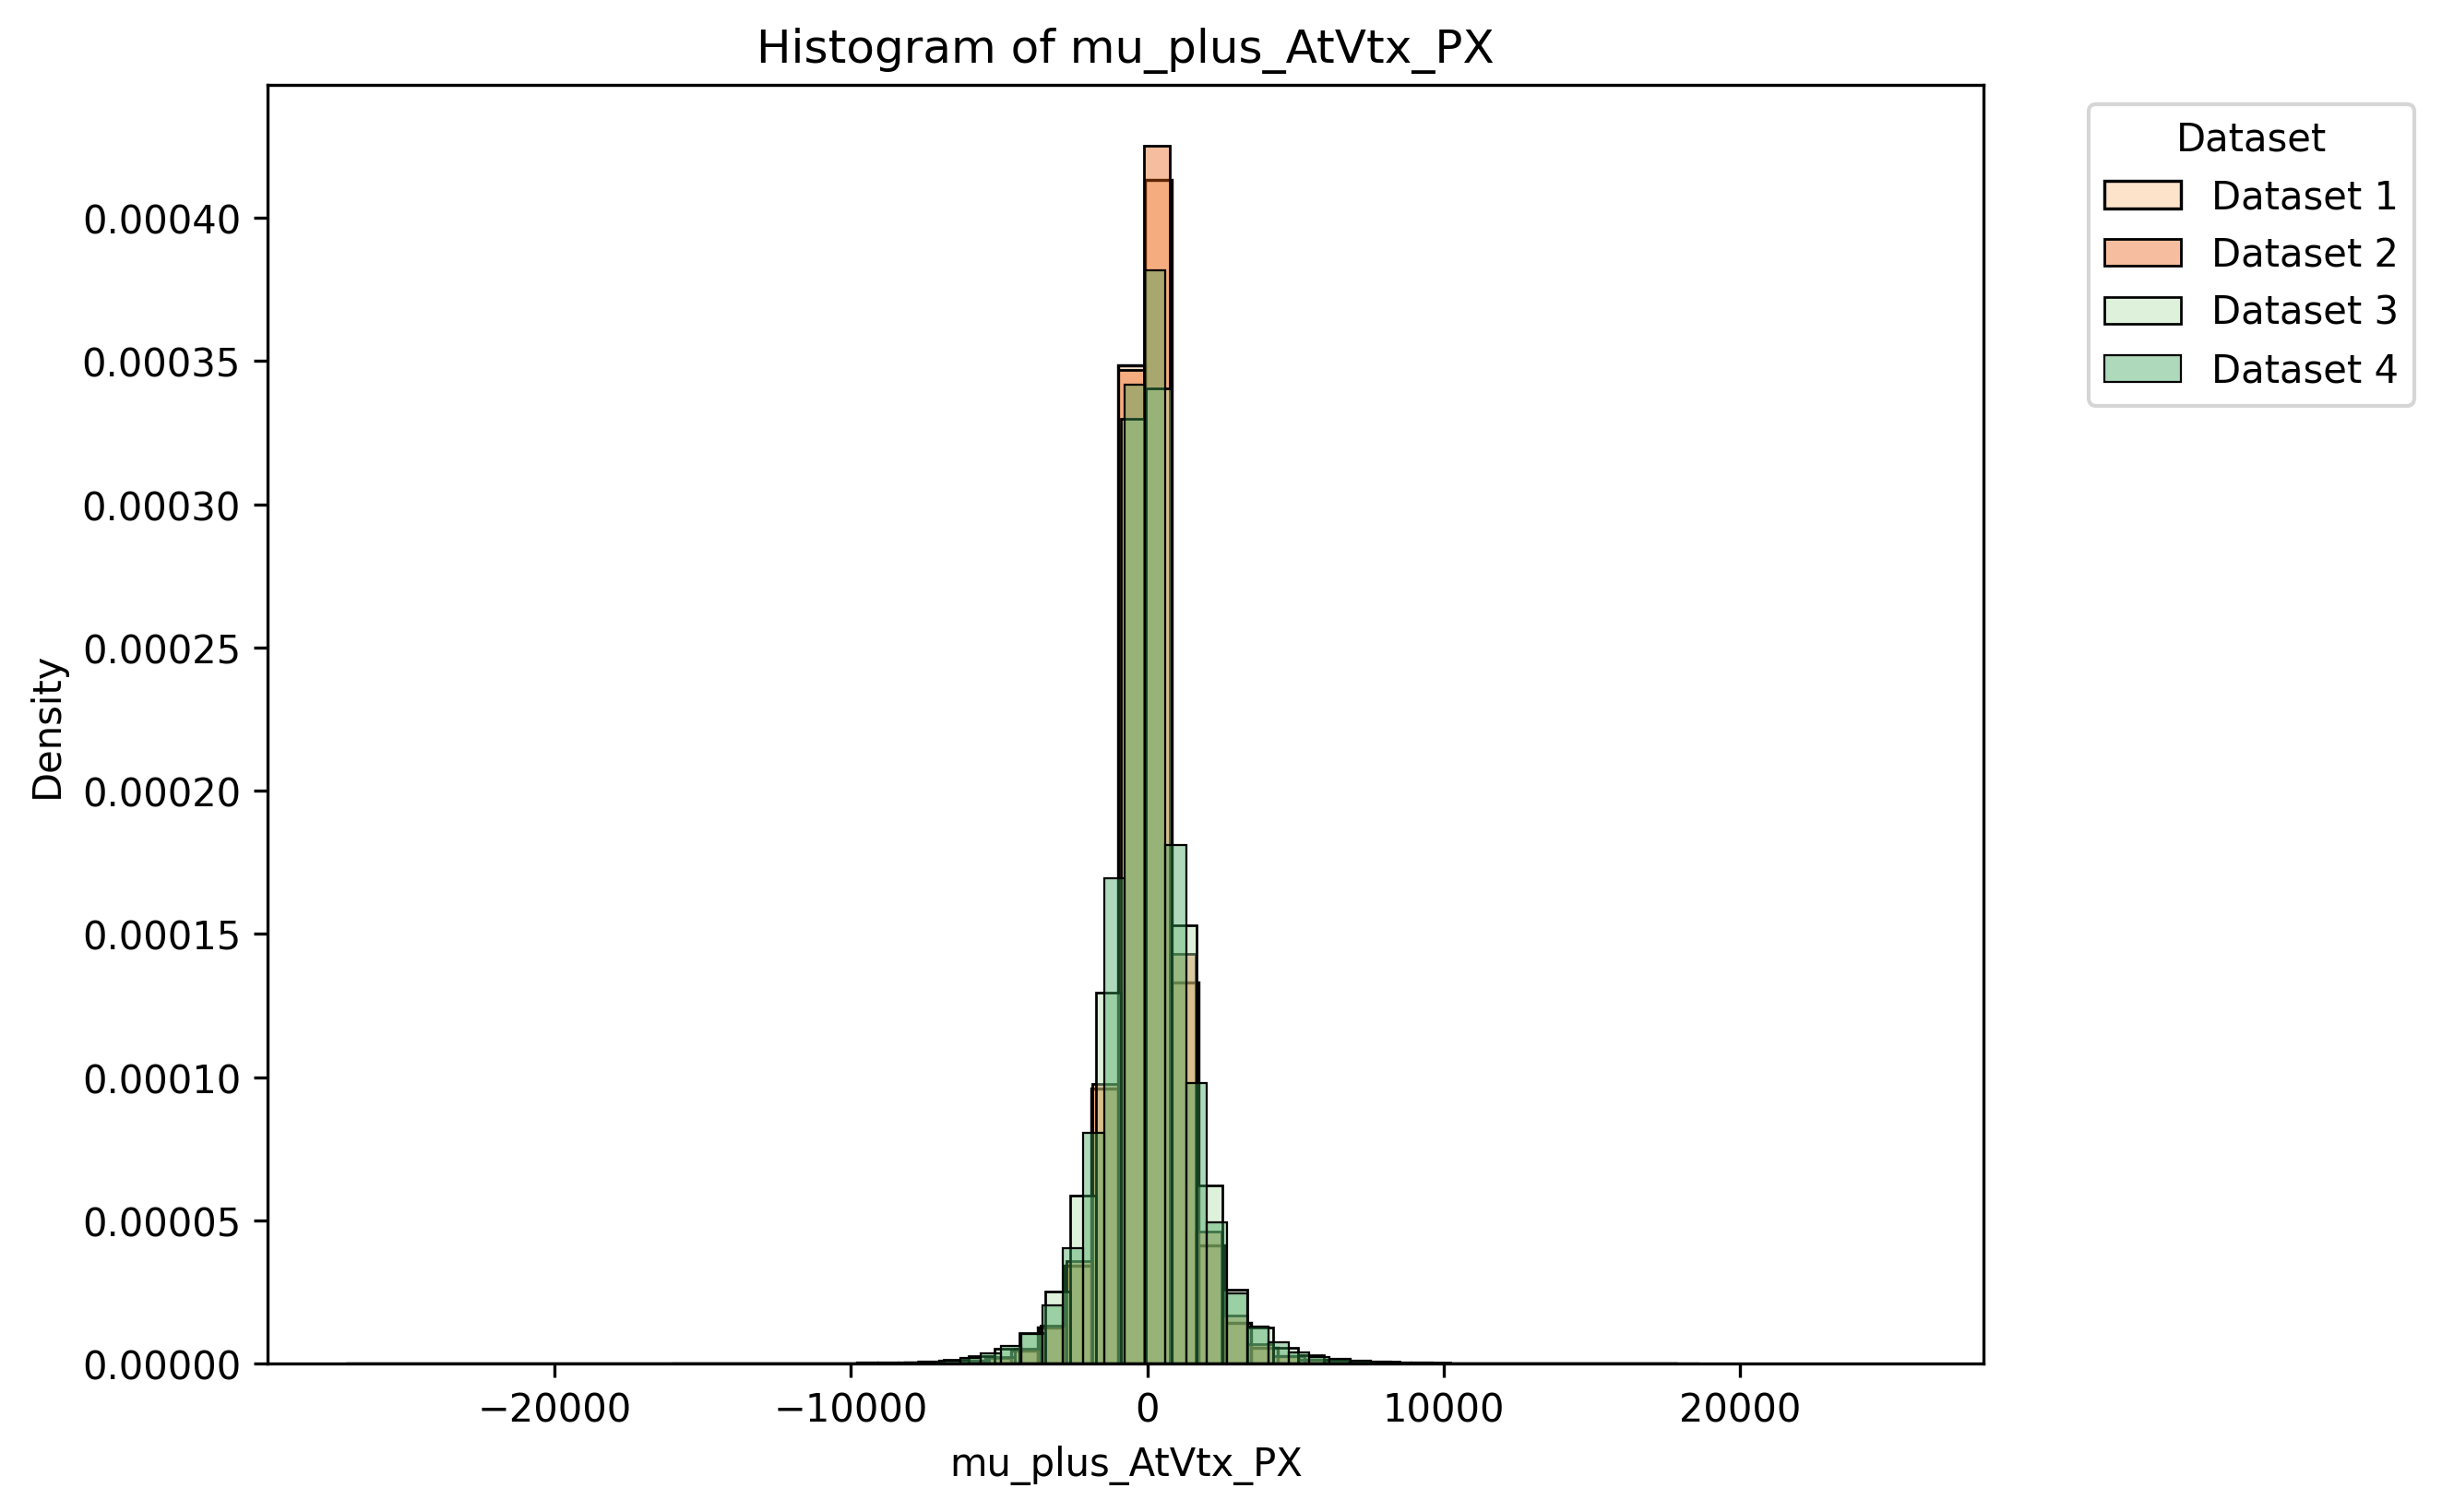 Histogram of mu_plus_AtVtx_PX
Dataset
Dataset 1
Dataset 2
Dataset 3
Dataset 4
Density
0.00040
0.00035
0.00030
0.00025
0.00020
0.00015
0.00010
0.00005
0.00000
−20000 −10000 0 10000 20000
mu_plus_AtVtx_PX